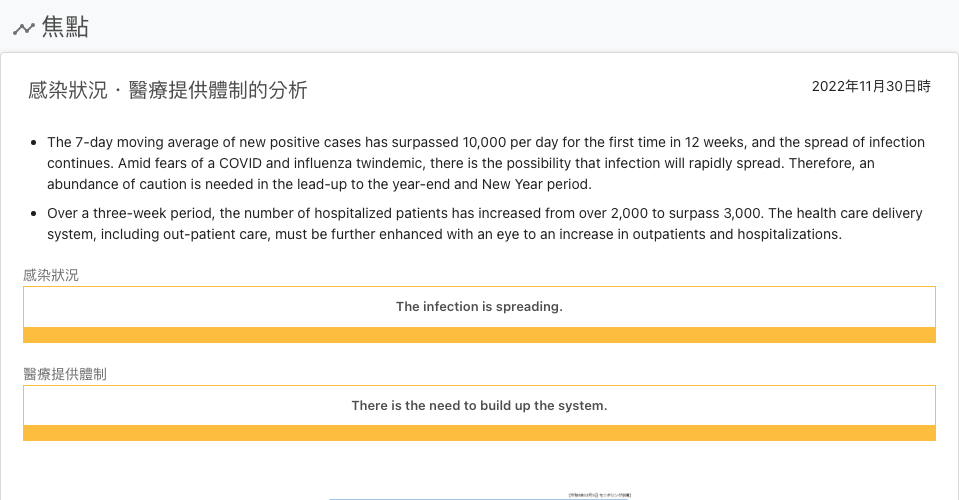 焦點
感染狀況・醫療提供體制的分析
2022年11月30日時
The 7-day moving average of new positive cases has surpassed 10,000 per day for the first time in 12 weeks, and the spread of infection
continues. Amid fears of a COVID and influenza twindemic, there is the possibility that infection will rapidly spread. Therefore, an
abundance of caution is needed in the lead-up to the year-end and New Year period.
Over a three-week period, the number of hospitalized patients has increased from over 2,000 to surpass 3,000. The health care delivery
system, including out-patient care, must be further enhanced with an eye to an increase in outpatients and hospitalizations.
感染狀況
The infection is spreading.
醫療提供體制
There is the need to build up the system.